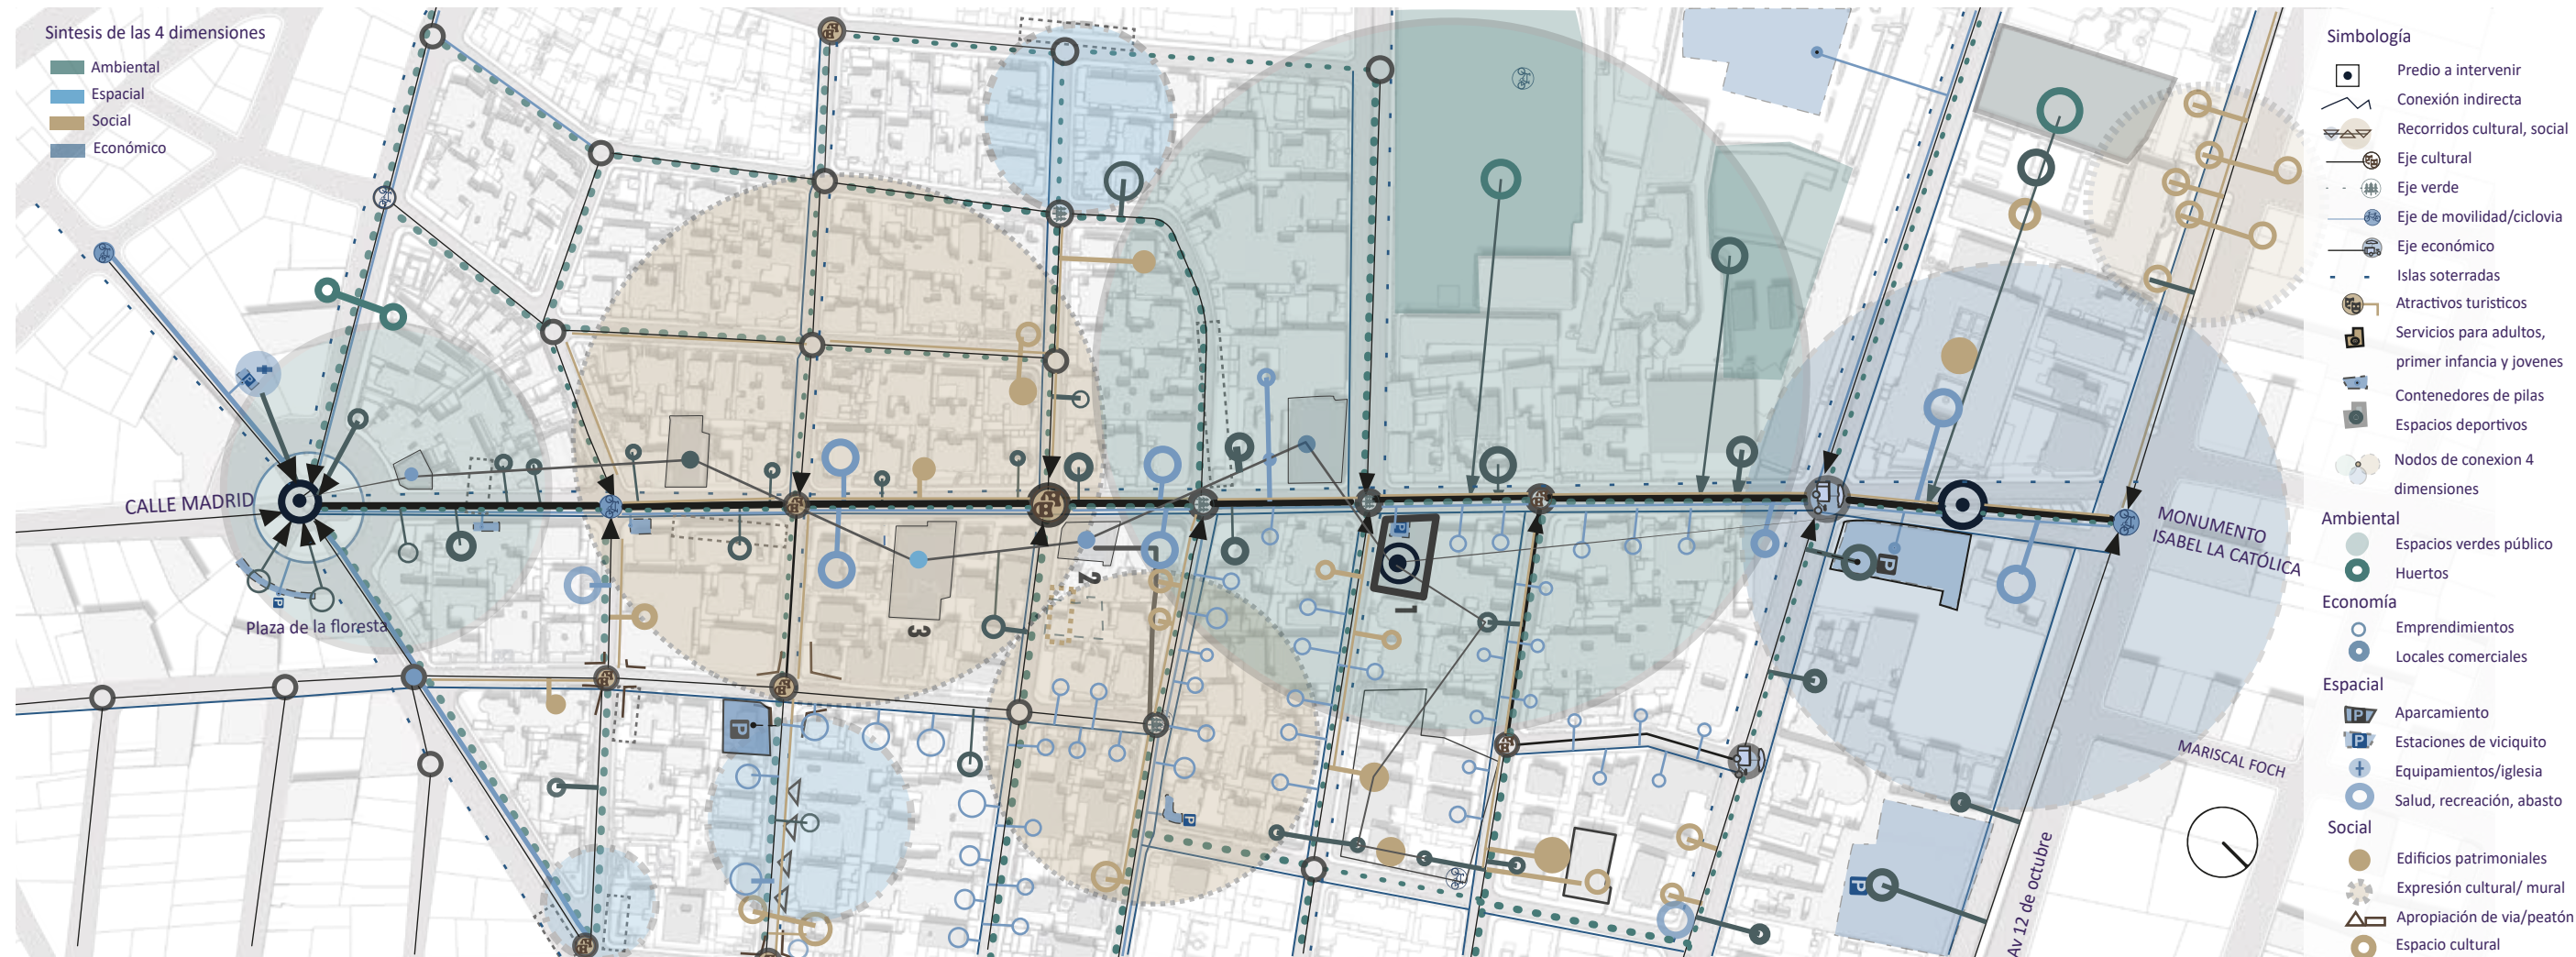 Sintesis de las 4 dimensiones
Ambiental
Espacial
Social
Económico
CALLE MADRID
Plaza de la floresta
P
P
3
2
P
1
P
P
P
MONUMENTO
ISABEL LA CATÓLICA
MARISCAL FOCH
Av 12 de octubre
P
P
Simbología
Predio a intervenir
Conexión indirecta
Recorridos cultural, social
Eje cultural
Eje verde
Eje de movilidad/ciclovia
Eje económico
Islas soterradas
Atractivos turisticos
Servicios para adultos,
primer infancia y jovenes
Contenedores de pilas
Espacios deportivos
Nodos de conexion 4
dimensiones
Ambiental
Espacios verdes público
Huertos
Economía
Emprendimientos
Locales comerciales
Espacial
P
Aparcamiento
P
Estaciones de viciquito
Equipamientos/iglesia
Salud, recreación, abasto
Social
Edificios patrimoniales
Expresión cultural/ mural
Apropiación de via/peatón
Espacio cultural